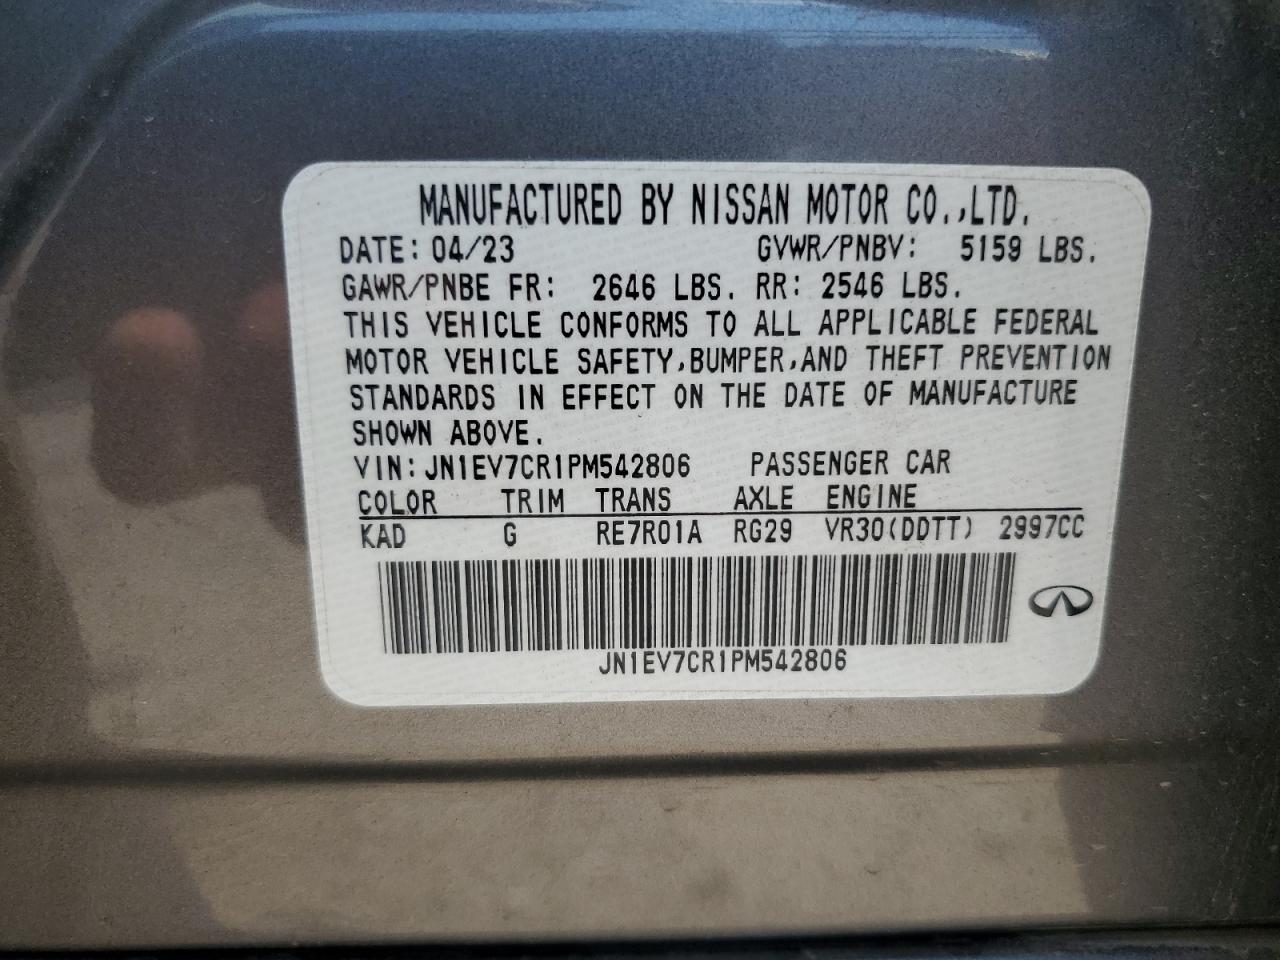 MANUFACTURED BY NISSAN MOTOR CO.,LTD.
DATE: 04/23 GVWR/PNBV: 5159 LBS.
GAWR/PNBE FR: 2646 LBS. RR: 2546 LBS.
THIS VEHICLE CONFORMS TO ALL APPLICABLE FEDERAL
MOTOR VEHICLE SAFETY,BUMPER,AND THEFT PREVENTION
STANDARDS IN EFFECT ON THE DATE OF MANUFACTURE
SHOWN ABOVE.
VIN:JN1EV7CR1PM542806 PASSENGER CAR
COLOR TRIM TRANS AXLE ENGINE
KAD G RE7R01A RG29 VR30(DDTT) 2997CC
JN1EV7CR1PM542806